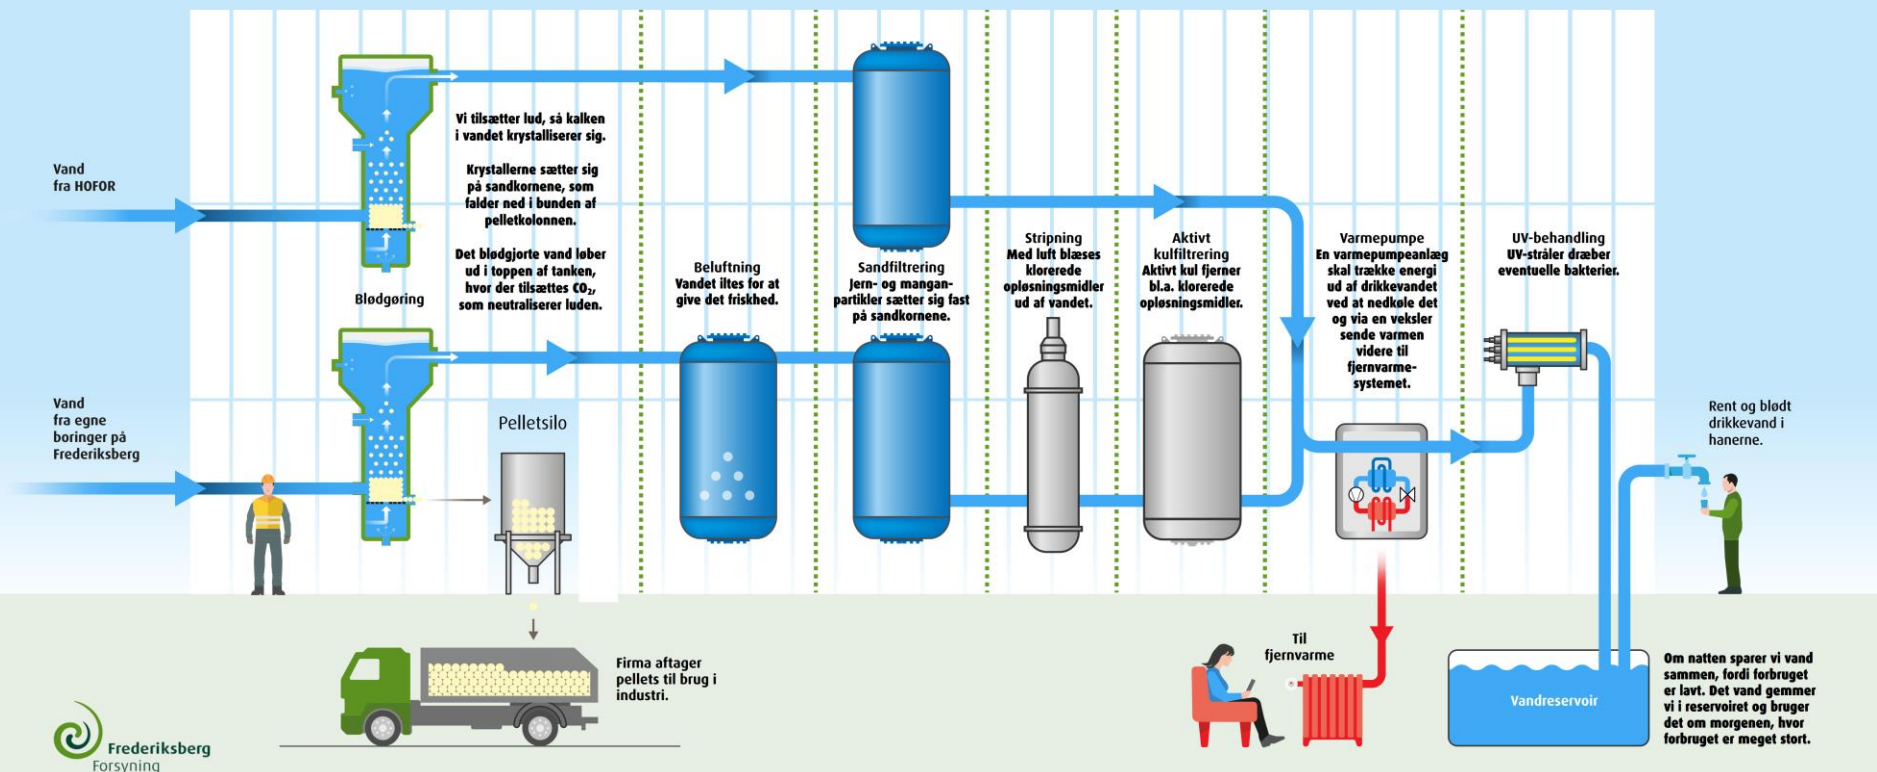 Vand
fra HOFOR
Vand
fra egne
boringer på
Frederiksberg
Blødgøring
Vi tilsætter lud, så kalken
i vandet krystalliserer sig.
Krystallerne sætter sig
på sandkornene, som
falder ned i bunden af
pelletkolonnen.
Det blødgjorte vand løber
ud i toppen af tanken,
hvor der tilsættes CO₂,
som neutraliserer luden.
Pelletsilo
Firma aftager
pellets til brug i
industri.
Beluftning
Vandet iltes for at
give det friskhed.
Sandfiltrering
Jern- og mangan-
partikler sætter sig fast
på sandkornene.
Stripning
Med luft blæses
klorerede
opløsningsmidler
ud af vandet.
Aktivt
kulfiltrering
Aktivt kul fjerner
bl.a. klorerede
opløsningsmidler.
Varmepumpe
En varmepumpeanlæg
skal trække energi
ud af drikkevandet
ved at nedkøle det
og via en veksler
sende varmen
videre til
fjernvarme-
systemet.
UV-behandling
UV-stråler dræber
eventuelle bakterier.
Rent og blødt
drikkevand i
hanerne.
Til
fjernvarme
Vandreservoir
Om natten sparer vi vand
sammen, fordi forbruget
er lavt. Det vand gemmer
vi i reservoiret og bruger
det om morgenen, hvor
forbruget er meget stort.
Frederiksberg
Forsyning